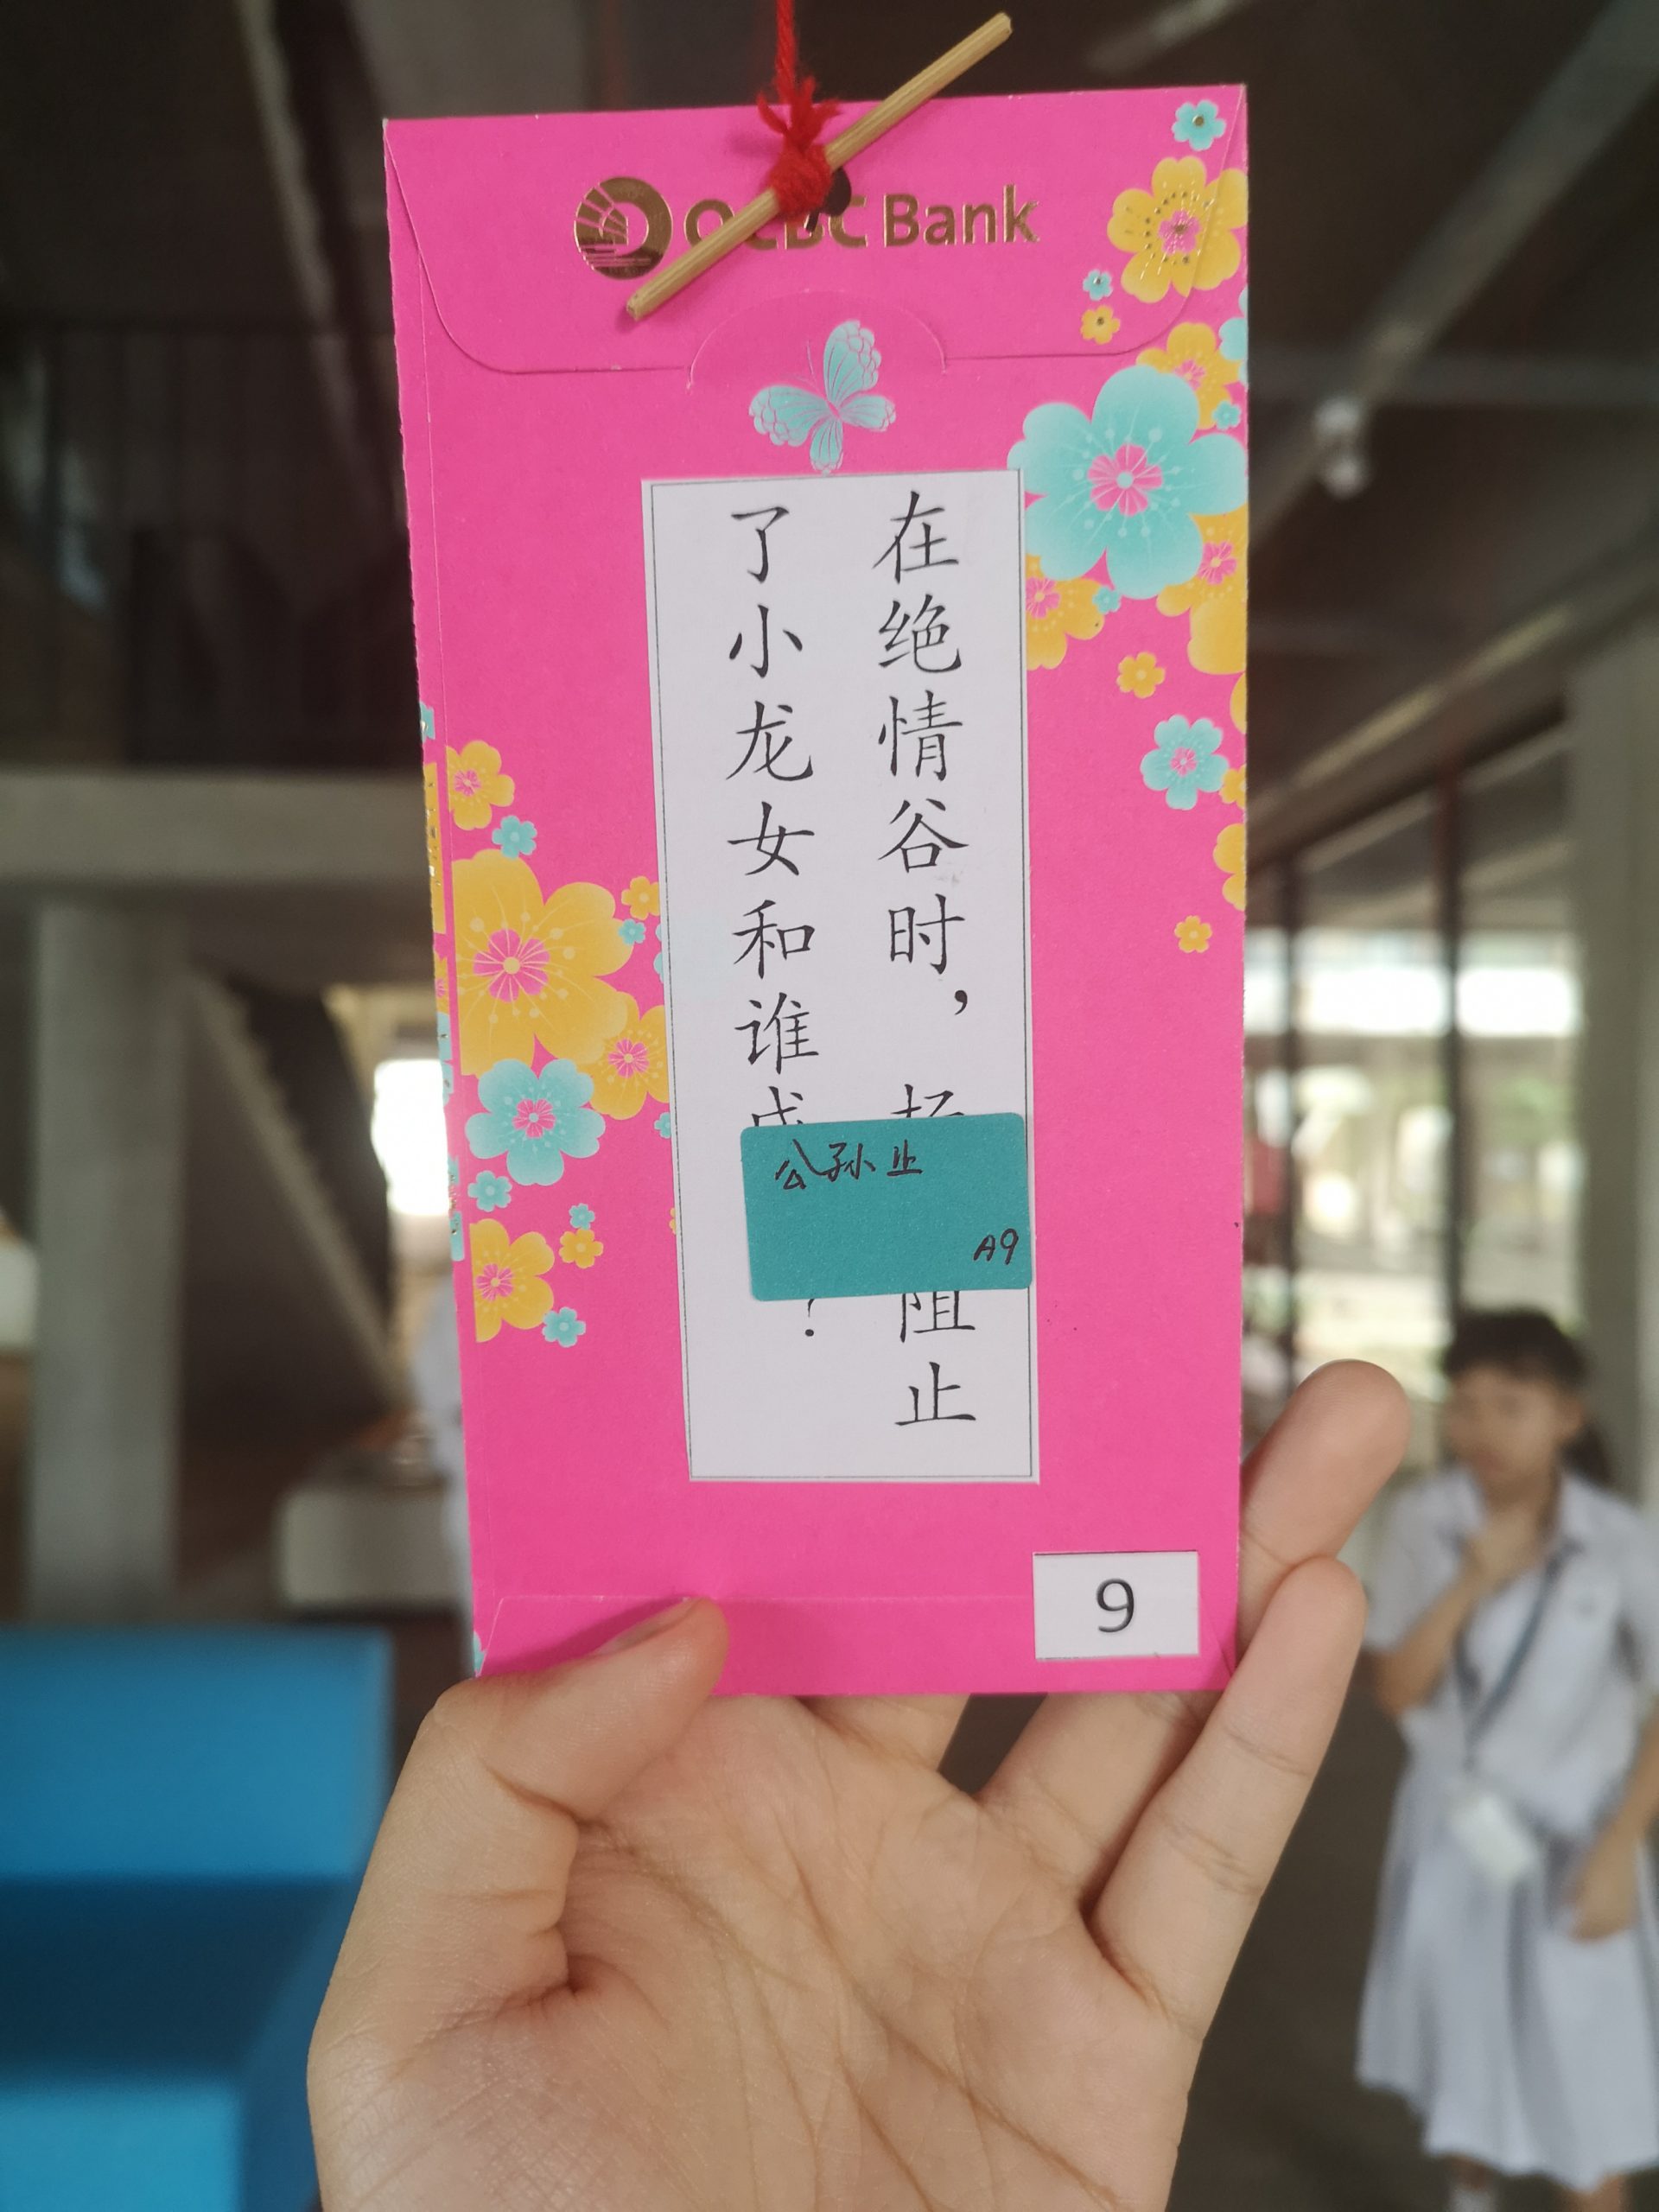 OCBC Bank
在绝情谷时，
阻止
了小龙女和谁
？
公孙止
A9
9